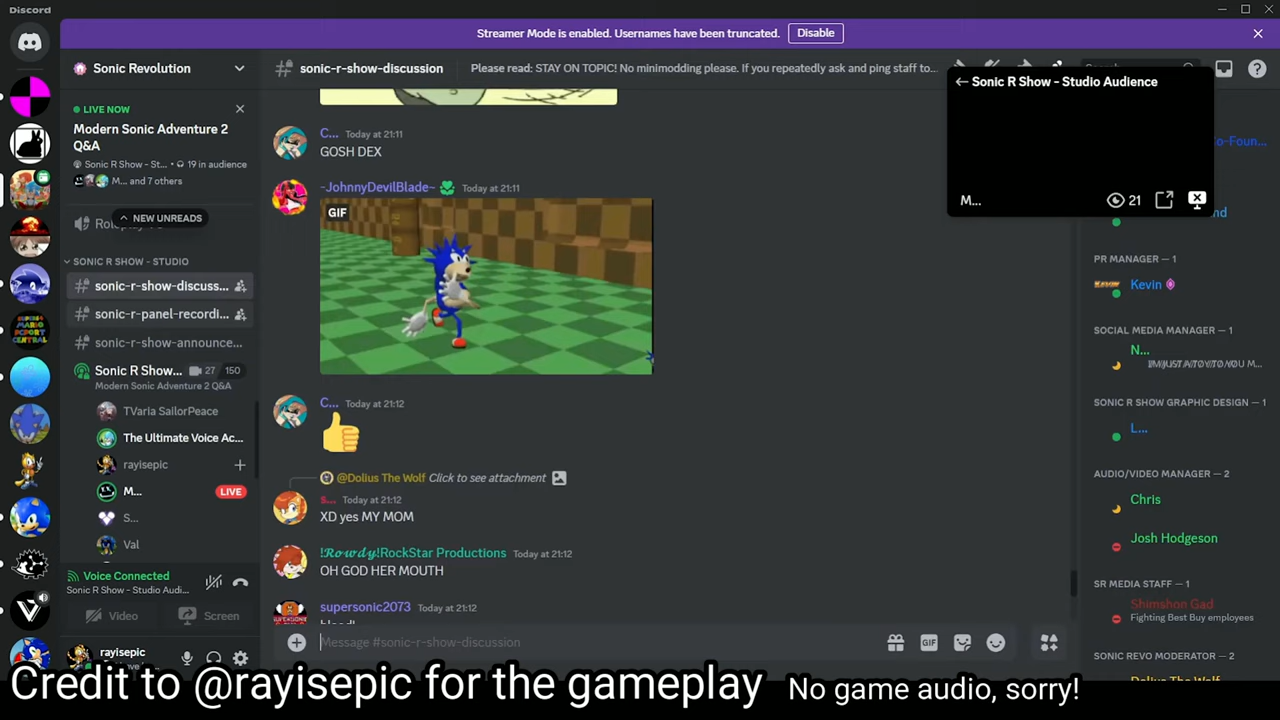 Discord
Streamer Mode is enabled. Usernames have been truncated.
Disable
Sonic Revolution
LIVE NOW
Modern Sonic Adventure 2
Q&A
Sonic R Show - St...
19 in audience
M... and 7 others
NEW UNREADS
SONIC R SHOW - STUDIO
sonic-r-show-discuss...
sonic-r-panel-recordi...
sonic-r-show-announce...
Sonic R Show...
27
150
Modern Sonic Adventure 2 Q&A
TVaria SailorPeace
The Ultimate Voice Ac...
rayisepic
M...
LIVE
S...
Val
Voice Connected
Sonic R Show - Studio Audi...
Video
Screen
rayisepic
sonic-r-show-discussion
Please read: STAY ON TOPIC! No minimodding please. If you repeatedly ask and ping staff to...
C...
Today at 21:11
GOSH DEX
~JohnnyDevilBlade~
Today at 21:11
GIF
C...
Today at 21:12
@Dolius The Wolf Click to see attachment
s...
Today at 21:12
XD yes MY MOM
!Rowdy!RockStar Productions
Today at 21:12
OH GOD HER MOUTH
supersonic2073
Today at 21:12
Message #sonic-r-show-discussion
GIF
Sonic R Show - Studio Audience
M...
21
PR MANAGER — 1
Kevin
SOCIAL MEDIA MANAGER — 1
N...
SONIC R SHOW GRAPHIC DESIGN — 1
L...
AUDIO/VIDEO MANAGER — 2
Chris
Josh Hodgeson
SR MEDIA STAFF — 1
Shimshon Gad
Fighting Best Buy employees
SONIC REVO MODERATOR — 2
Dolius The Wolf
Credit to @rayisepic for the gameplay
No game audio, sorry!